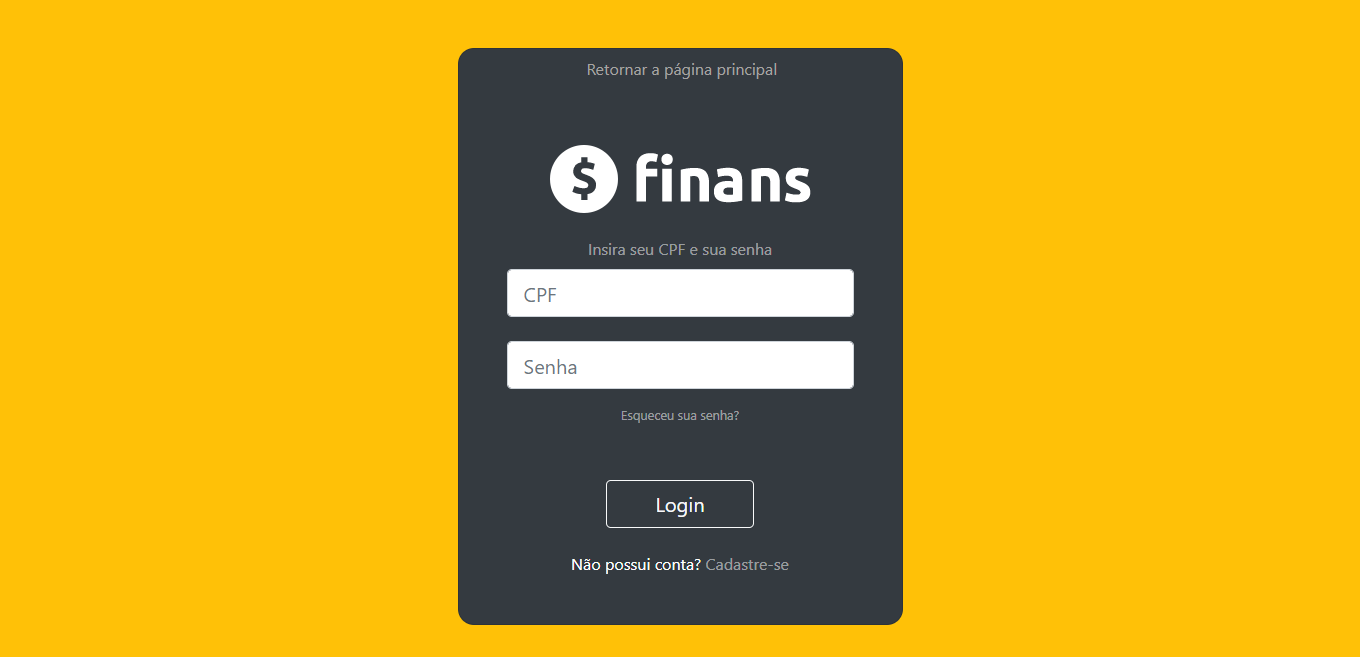 Retornar a página principal
$ finans
Insira seu CPF e sua senha
CPF
Senha
Esqueceu sua senha?
Login
Não possui conta? Cadastre-se